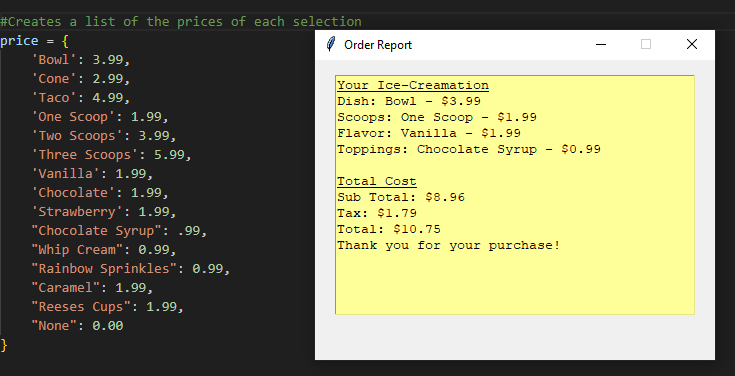 #Creates a list of the prices of each selection
price = {
    'Bowl': 3.99,
    'Cone': 2.99,
    'Taco': 4.99,
    'One Scoop': 1.99,
    'Two Scoops': 3.99,
    'Three Scoops': 5.99,
    'Vanilla': 1.99,
    'Chocolate': 1.99,
    'Strawberry': 1.99,
    "Chocolate Syrup": .99,
    "Whip Cream": 0.99,
    "Rainbow Sprinkles": 0.99,
    "Caramel": 1.99,
    "Reeses Cups": 1.99,
    "None": 0.00
}
Order Report
Your Ice-Creamation
Dish: Bowl - $3.99
Scoops: One Scoop - $1.99
Flavor: Vanilla - $1.99
Toppings: Chocolate Syrup - $0.99
Total Cost
Sub Total: $8.96
Tax: $1.79
Total: $10.75
Thank you for your purchase!